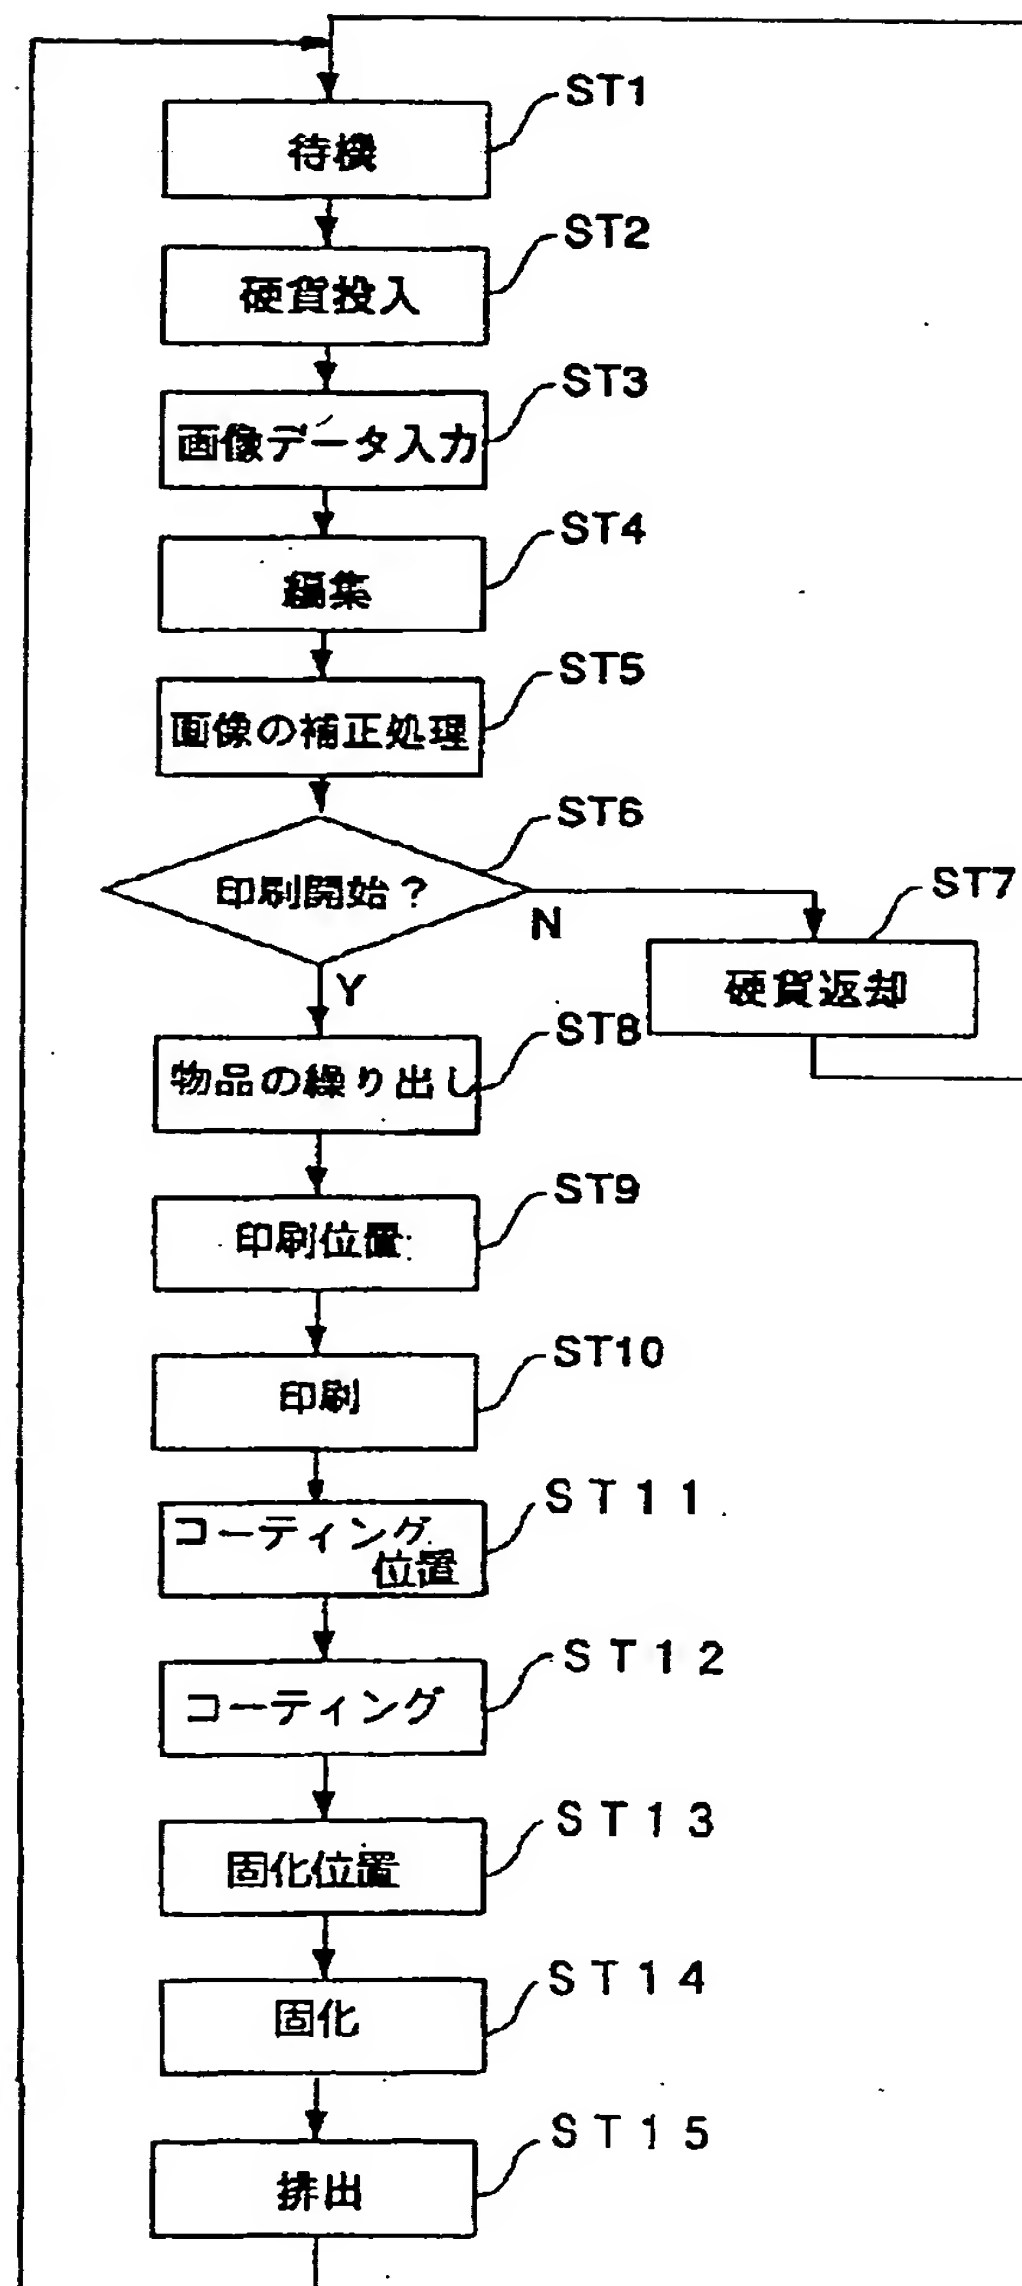 ST1
待機
ST2
硬貨投入
ST3
画像データ入力
ST4
編集
ST5
画像の補正処理
ST6
印刷開始？
N
ST7
硬貨返却
Y
ST8
物品の繰り出し
ST9
印刷位置
ST10
印刷
ST11
コーティング
位置
ST12
コーティング
ST13
固化位置
ST14
固化
ST15
排出